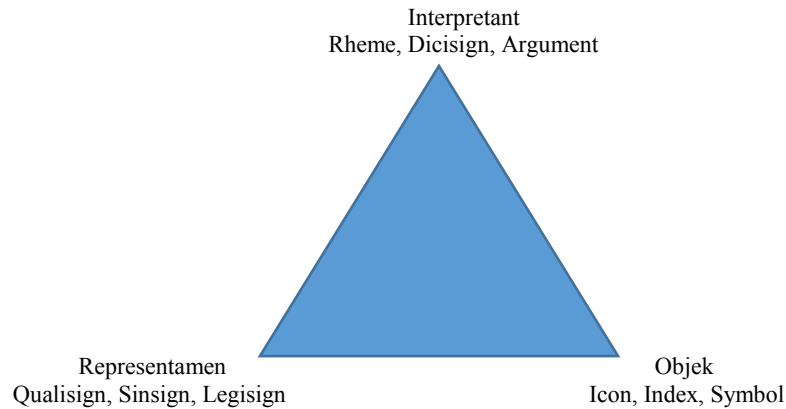 Interpretant
Rheme, Dicisign, Argument
Representamen
Qualisign, Sinsign, Legisign
Objek
Icon, Index, Symbol